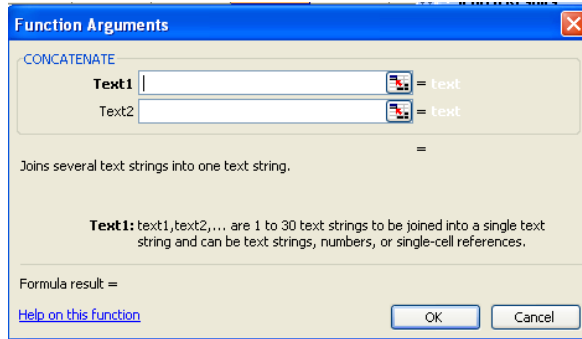 Function Arguments
CONCATENATE
Text1 = text
Text2 = text
=
Joins several text strings into one text string.
Text1: text1,text2,... are 1 to 30 text strings to be joined into a single text
string and can be text strings, numbers, or single-cell references.
Formula result =
Help on this function OK Cancel